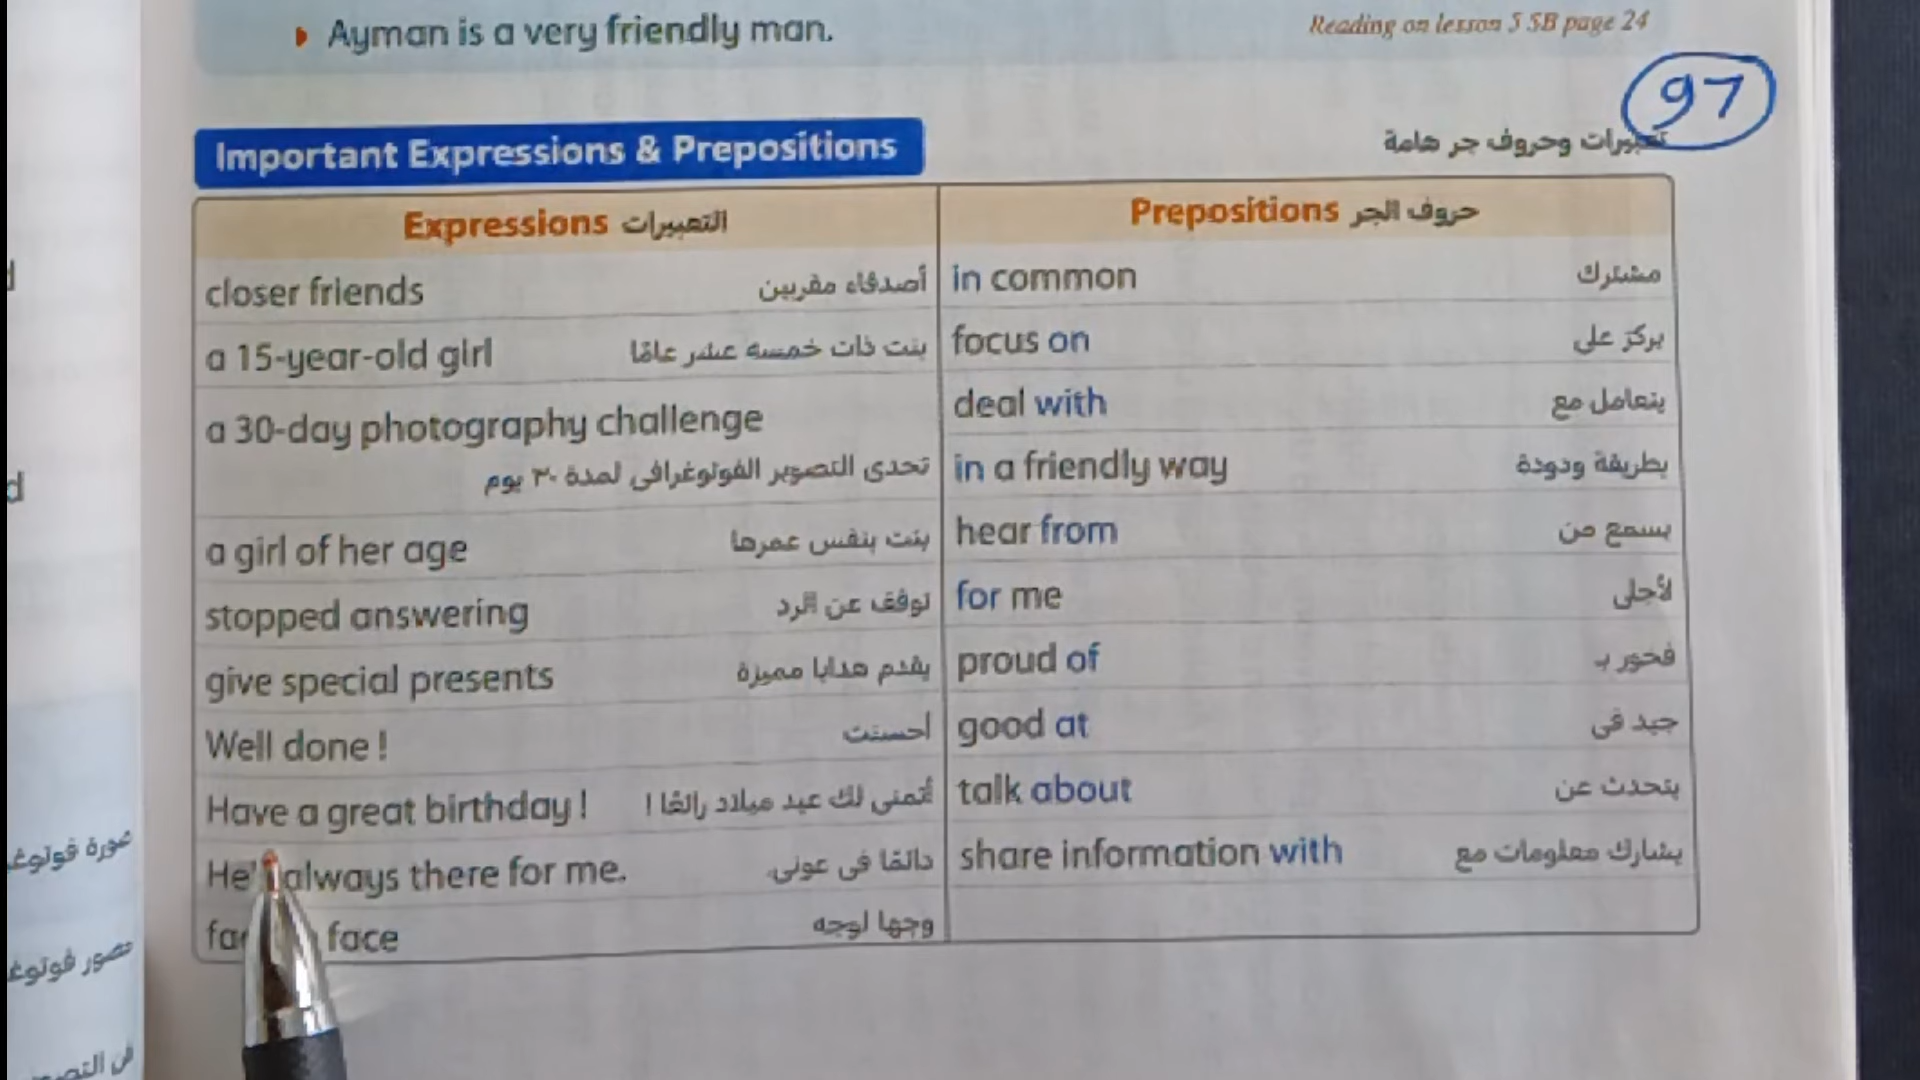 Ayman is a very friendly man.
Reading on lesson 5 SB page 24
97
Important Expressions & Prepositions
تعبيرات وحروف جر هامة
Expressions التعبيرات
Prepositions حروف الجر
closer friends أصدقاء مقربين
in common مشترك
a 15-year-old girl بنت ذات خمسة عشر عامًا
focus on يركز على
a 30-day photography challenge
تحدى التصوير الفوتوغرافى لمدة ٣٠ يوم
deal with يتعامل مع
in a friendly way بطريقة ودودة
a girl of her age بنت بنفس عمرها
hear from يسمع من
stopped answering توقف عن الرد
for me لأجلى
give special presents يقدم هدايا مميزة
proud of فخور بـ
Well done ! أحسنت
good at جيد فى
Have a great birthday ! أتمنى لك عيد ميلاد رائعًا !
talk about يتحدث عن
He' always there for me. دائمًا فى عونى.
share information with يشارك معلومات مع
face وجها لوجه
صورة
تصور